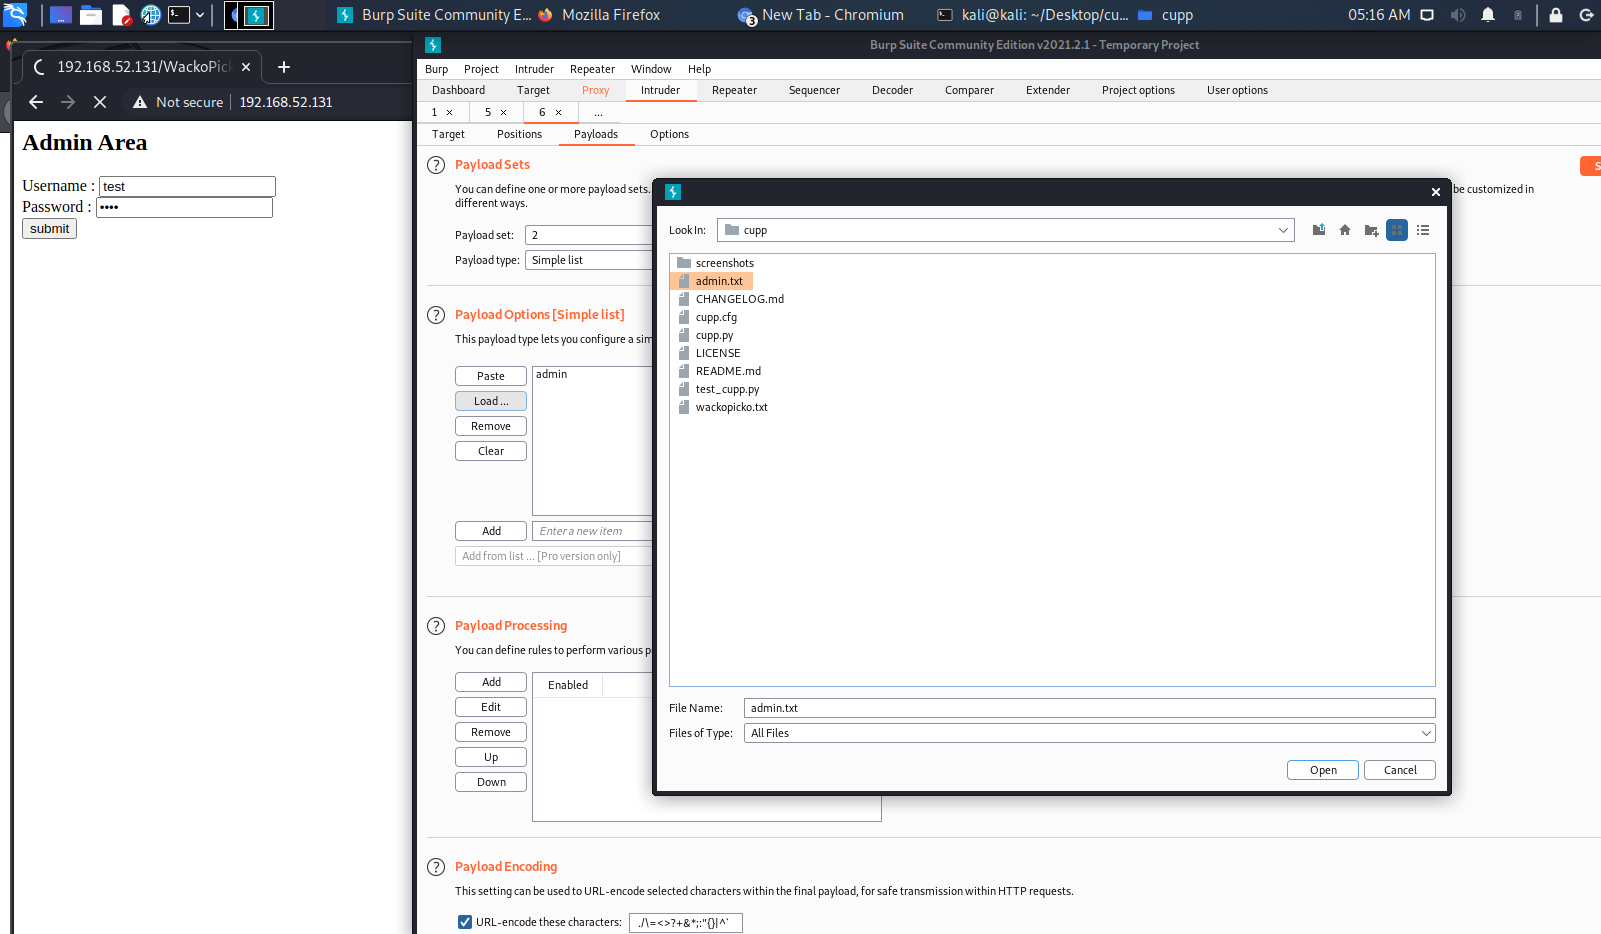 Burp Suite Community E... Mozilla Firefox 3 New Tab - Chromium kali@kali: ~/Desktop/cu... cupp 05:16 AM
192.168.52.131/WackoPick
Not secure 192.168.52.131
Admin Area
Username : test
Password : ••••
submit
Burp Suite Community Edition v2021.2.1 - Temporary Project
Burp Project Intruder Repeater Window Help
Dashboard Target Proxy Intruder Repeater Sequencer Decoder Comparer Extender Project options User options
1 × 5 × 6 × ...
Target Positions Payloads Options
Payload Sets
You can define one or more payload sets. be customized in
different ways.
Payload set: 2
Payload type: Simple list
Payload Options [Simple list]
This payload type lets you configure a sim
Paste
Load ...
Remove
Clear
admin
Add Enter a new item
Add from list ... [Pro version only]
Payload Processing
You can define rules to perform various p
Add
Edit
Remove
Up
Down
Enabled
Payload Encoding
This setting can be used to URL-encode selected characters within the final payload, for safe transmission within HTTP requests.
URL-encode these characters: ./\=<>?+&*;:"{}|^`
Look In: cupp
screenshots
admin.txt
CHANGELOG.md
cupp.cfg
cupp.py
LICENSE
README.md
test_cupp.py
wackopicko.txt
File Name: admin.txt
Files of Type: All Files
Open Cancel